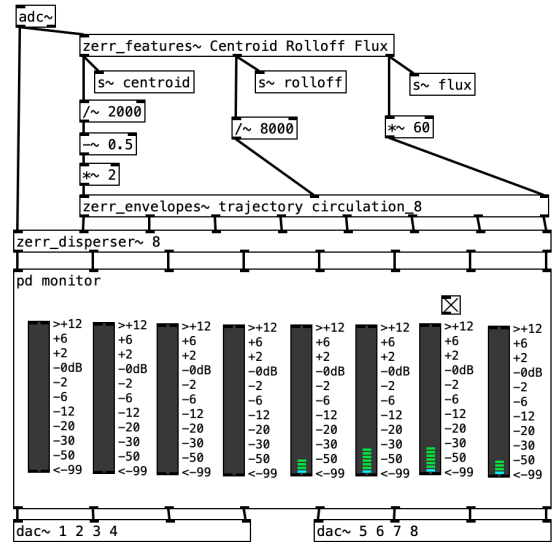 adc~
zerr_features~ Centroid Rolloff Flux
s~ centroid
s~ rolloff
s~ flux
/~ 2000
/~ 8000
*~ 60
-~ 0.5
*~ 2
zerr_envelopes~ trajectory circulation_8
zerr_disperser~ 8
pd monitor
>+12 >+12 >+12 >+12 >+12 >+12 >+12 >+12
+6 +6 +6 +6 +6 +6 +6 +6
+2 +2 +2 +2 +2 +2 +2 +2
-0dB -0dB -0dB -0dB -0dB -0dB -0dB -0dB
-2 -2 -2 -2 -2 -2 -2 -2
-6 -6 -6 -6 -6 -6 -6 -6
-12 -12 -12 -12 -12 -12 -12 -12
-20 -20 -20 -20 -20 -20 -20 -20
-30 -30 -30 -30 -30 -30 -30 -30
-50 -50 -50 -50 -50 -50 -50 -50
<-99 <-99 <-99 <-99 <-99 <-99 <-99 <-99
dac~ 1 2 3 4
dac~ 5 6 7 8